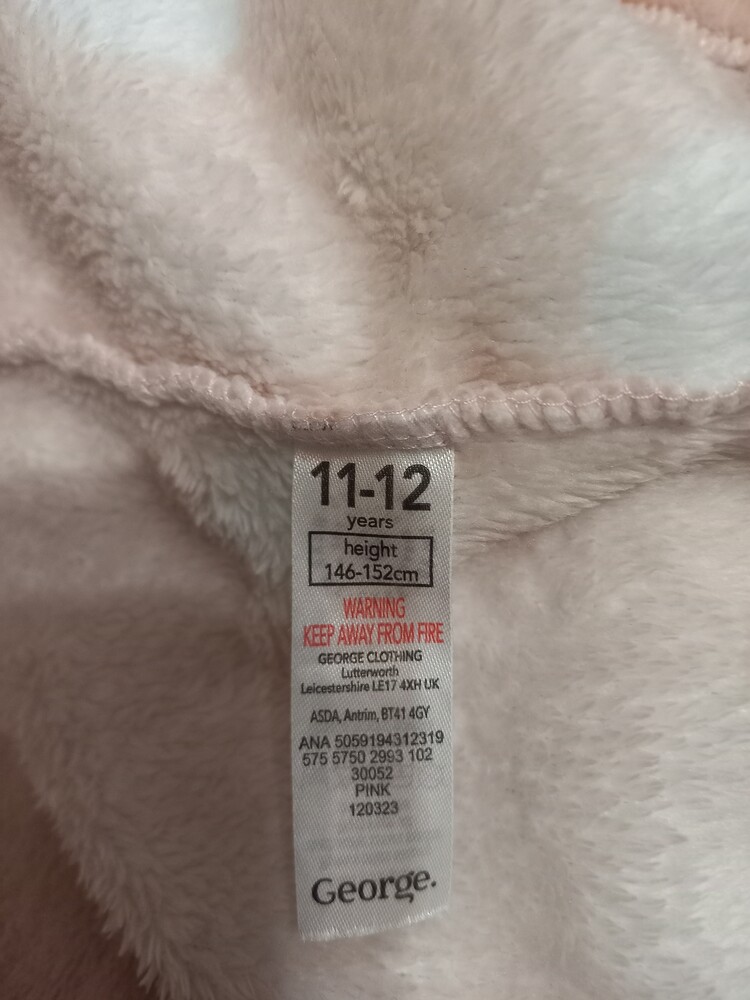 11-12
years
height
146-152cm
WARNING
KEEP AWAY FROM FIRE
GEORGE CLOTHING
Lutterworth
Leicestershire LE17 4XH UK
ASDA, Antrim, BT41 4GY
ANA 5059194312319
575 5750 2993 102
30052
PINK
120323
George.